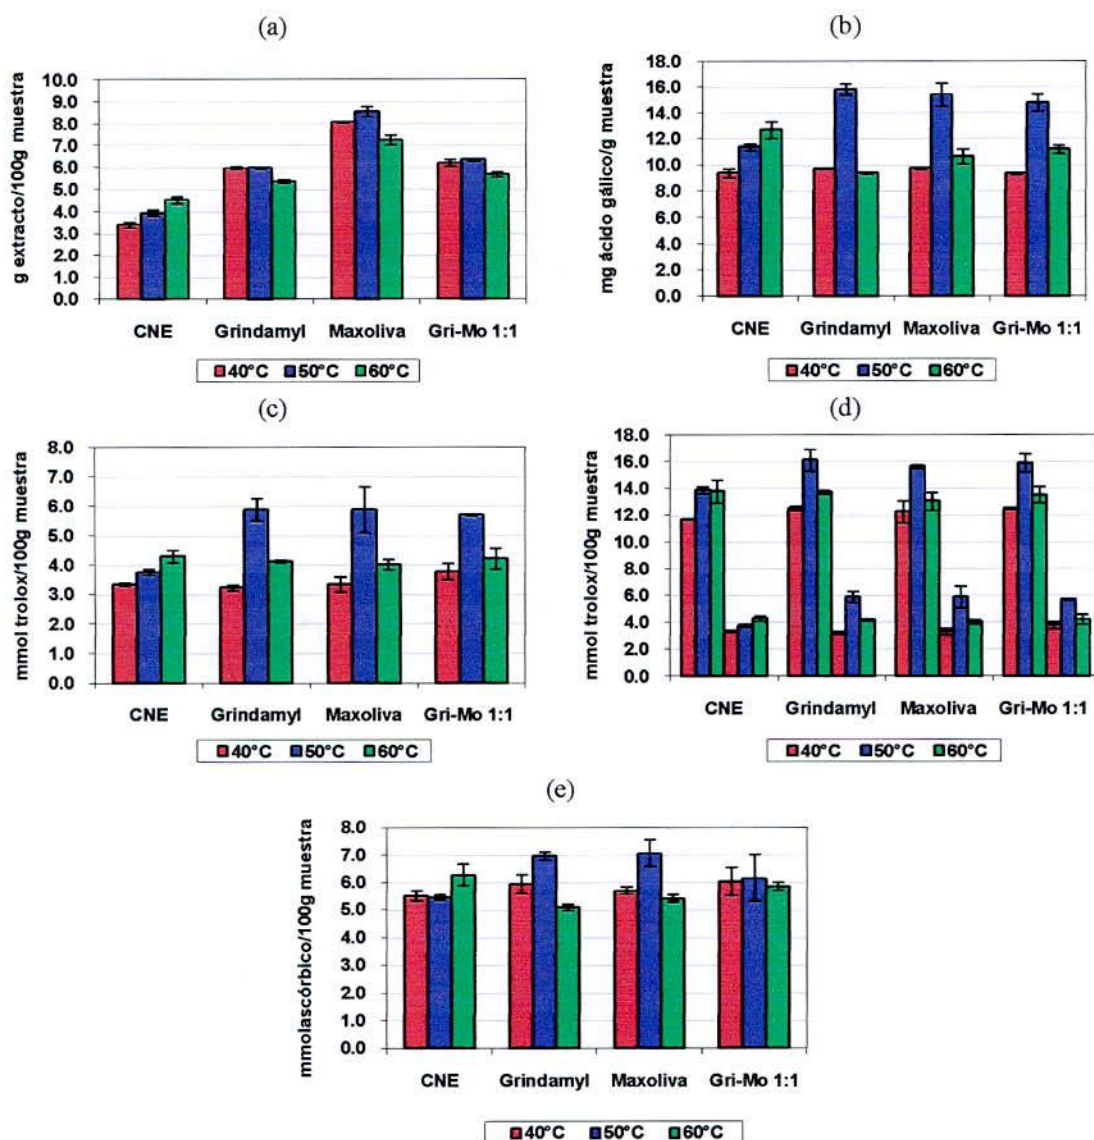 (a)
g extracto/100g muestra
10.0
9.0
8.0
7.0
6.0
5.0
4.0
3.0
2.0
1.0
0.0
CNE Grindamyl Maxoliva Gri-Mo 1:1
40°C 50°C 60°C
(b)
mg ácido gálico/g muestra
18.0
16.0
14.0
12.0
10.0
8.0
6.0
4.0
2.0
0.0
CNE Grindamyl Maxoliva Gri-Mo 1:1
40°C 50°C 60°C
(c)
mmol trolox/100g muestra
8.0
7.0
6.0
5.0
4.0
3.0
2.0
1.0
0.0
CNE Grindamyl Maxoliva Gri-Mo 1:1
40°C 50°C 60°C
(d)
mmol trolox/100g muestra
18.0
16.0
14.0
12.0
10.0
8.0
6.0
4.0
2.0
0.0
CNE Grindamyl Maxoliva Gri-Mo 1:1
40°C 50°C 60°C
(e)
mmolascórbico/100g muestra
8.0
7.0
6.0
5.0
4.0
3.0
2.0
1.0
0.0
CNE Grindamyl Maxoliva Gri-Mo 1:1
40°C 50°C 60°C